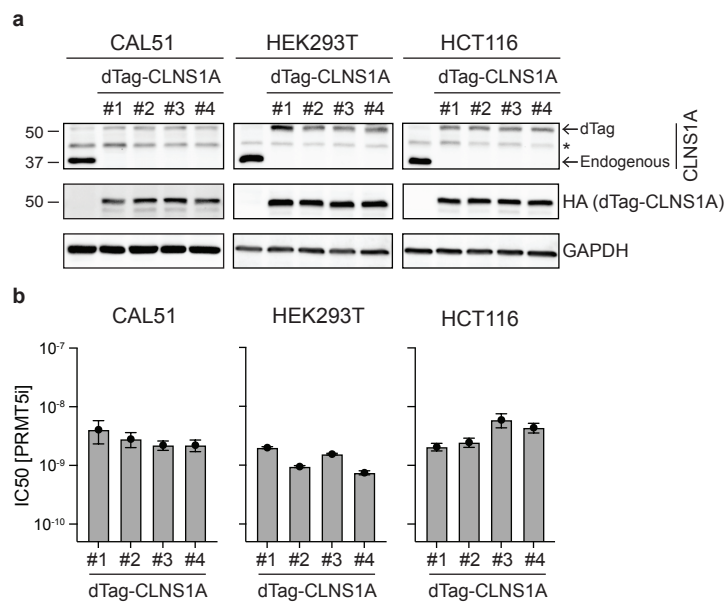 a
CAL51 HEK293T HCT116
dTag-CLNS1A dTag-CLNS1A dTag-CLNS1A
#1 #2 #3 #4 #1 #2 #3 #4 #1 #2 #3 #4
50 ←dTag
*
37 ←Endogenous
CLNS1A
50 HA (dTag-CLNS1A)
GAPDH
b
CAL51 HEK293T HCT116
IC50 [PRMT5i]
10-7
10-8
10-9
10-10
#1 #2 #3 #4 #1 #2 #3 #4 #1 #2 #3 #4
dTag-CLNS1A dTag-CLNS1A dTag-CLNS1A